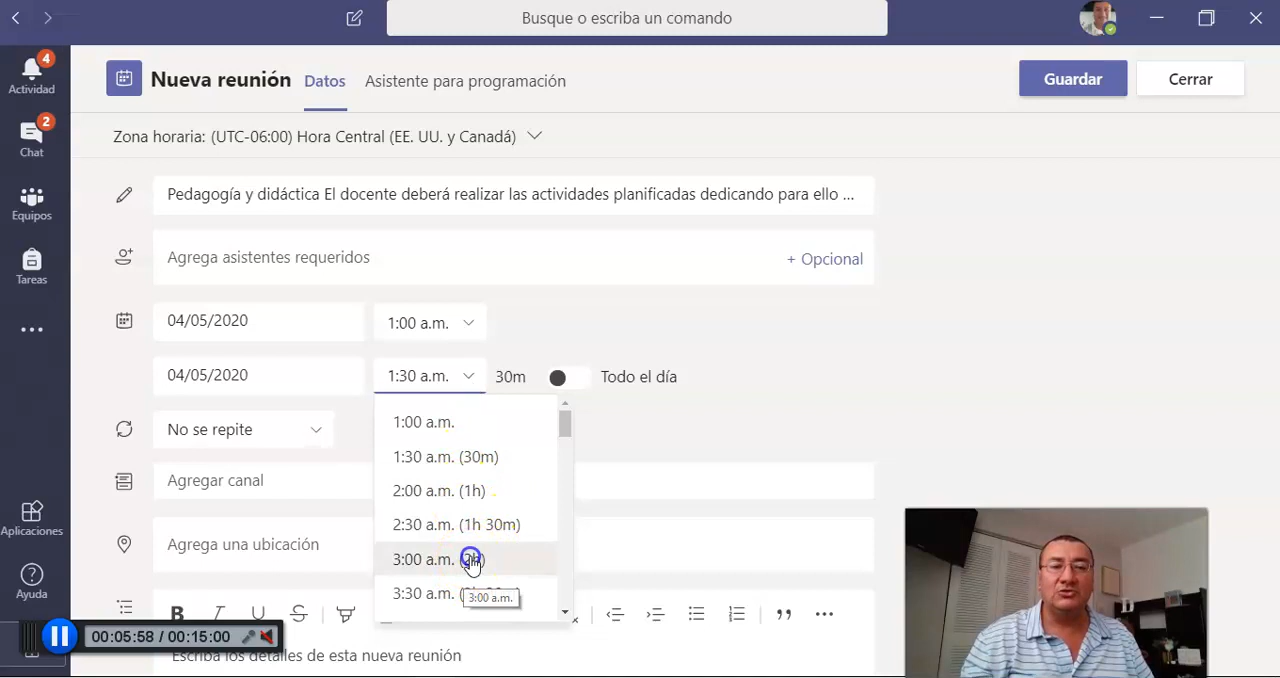 Busque o escriba un comando
4
Actividad
2
Chat
Equipos
Tareas
Aplicaciones
Ayuda
Nueva reunión
Datos
Asistente para programación
Guardar
Cerrar
Zona horaria: (UTC-06:00) Hora Central (EE. UU. y Canadá)
Pedagogía y didáctica El docente deberá realizar las actividades planificadas dedicando para ello ...
Agrega asistentes requeridos
+ Opcional
04/05/2020
1:00 a.m.
04/05/2020
1:30 a.m.
30m
Todo el día
No se repite
1:00 a.m.
1:30 a.m. (30m)
2:00 a.m. (1h)
2:30 a.m. (1h 30m)
3:00 a.m. (2h)
3:30 a.m.
3:00 a.m.
Agregar canal
Agrega una ubicación
B I U S
Escriba los detalles de esta nueva reunión
00:05:58 / 00:15:00